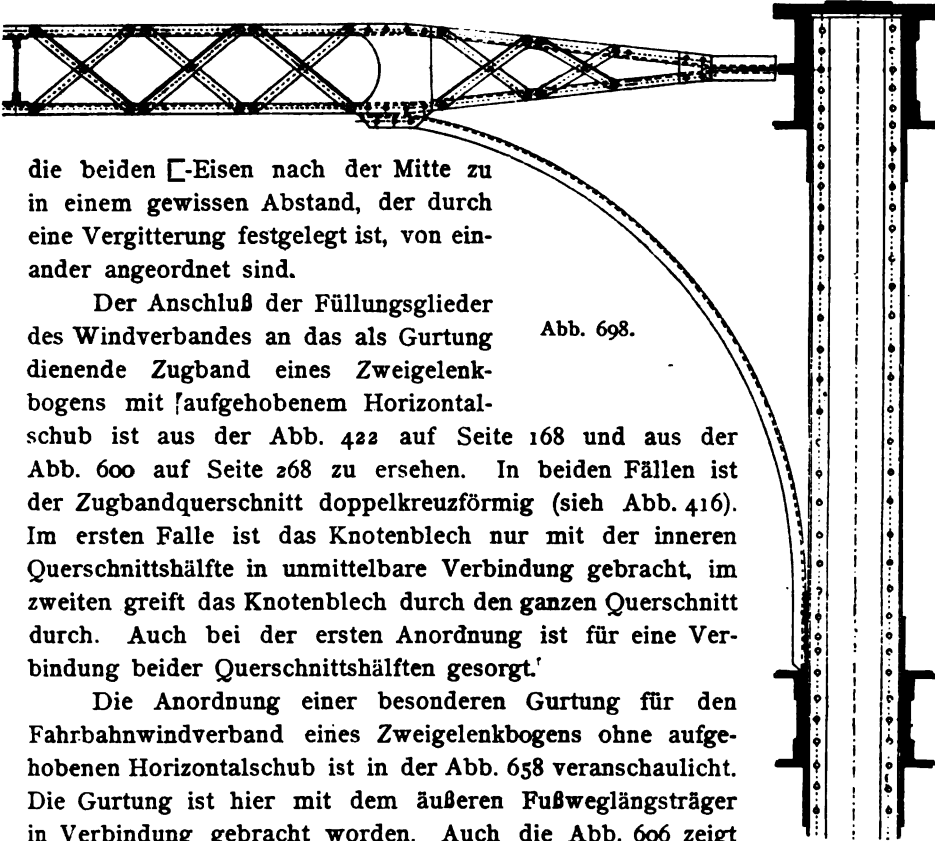 die beiden [-Eisen nach der Mitte zu
in einem gewissen Abstand, der durch
eine Vergitterung festgelegt ist, von ein-
ander angeordnet sind.
Der Anschluß der Füllungsglieder
des Windverbandes an das als Gurtung
dienende Zugband eines Zweigelenk-
bogens mit aufgehobenem Horizontal-
schub ist aus der Abb. 422 auf Seite 168 und aus der
Abb. 600 auf Seite 268 zu ersehen. In beiden Fällen ist
der Zugbandquerschnitt doppelkreuzförmig (sieh Abb. 416).
Im ersten Falle ist das Knotenblech nur mit der inneren
Querschnittshälfte in unmittelbare Verbindung gebracht, im
zweiten greift das Knotenblech durch den ganzen Querschnitt
durch. Auch bei der ersten Anordnung ist für eine Ver-
bindung beider Querschnittshälften gesorgt.
Die Anordnung einer besonderen Gurtung für den
Fahrbahnwindverband eines Zweigelenkbogens ohne aufge-
hobenen Horizontalschub ist in der Abb. 658 veranschaulicht.
Die Gurtung ist hier mit dem äußeren Fußweglängsträger
in Verbindung gebracht worden. Auch die Abb. 606 zeigt
Abb. 698.